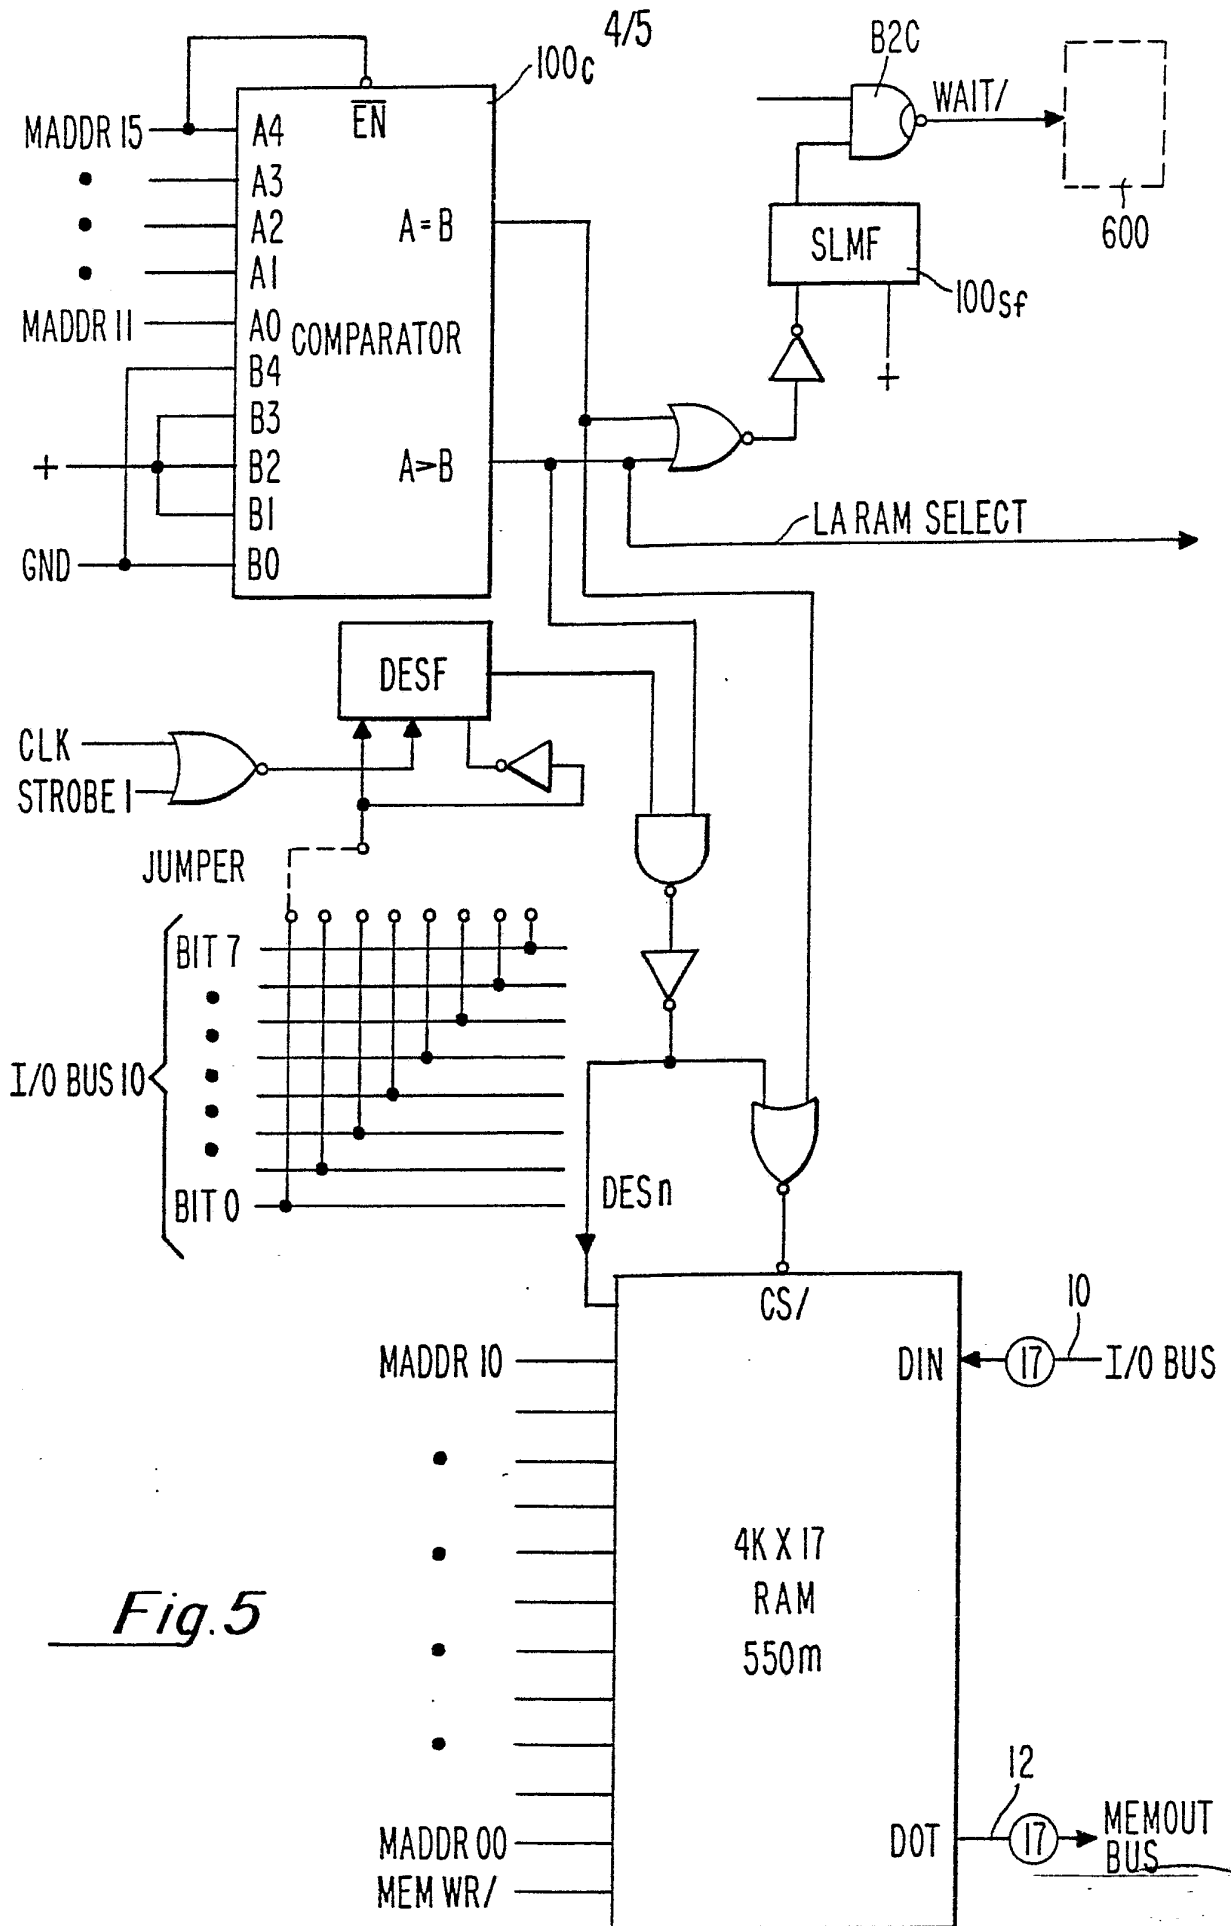 4/5
B2C
100c
WAIT/
EN
MADDR 15
A4
A3
A2
A = B
600
SLMF
A1
100sf
MADDR 11
A0
COMPARATOR
B4
+
B3
+
B2
A>B
B1
LA RAM SELECT
GND
B0
DESF
CLK
STROBE 1
JUMPER
BIT 7
I/O BUS 10
BIT 0
DESn
CS/
10
MADDR 10
DIN
17
I/O BUS
4K X 17
RAM
550m
Fig. 5
12
MADDR 00
DOT
17
MEMOUT
BUS
MEM WR/